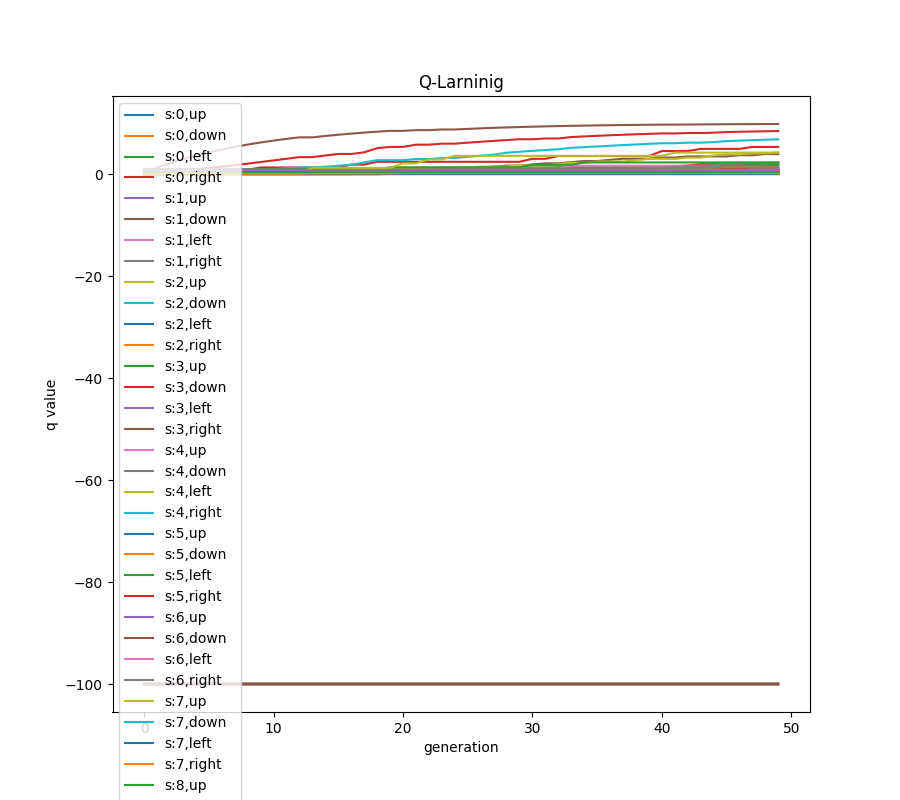 Q-Larninig
s:0,up
s:0,down
s:0,left
s:0,right
s:1,up
s:1,down
s:1,left
s:1,right
s:2,up
s:2,down
s:2,left
s:2,right
s:3,up
s:3,down
s:3,left
s:3,right
s:4,up
s:4,down
s:4,left
s:4,right
s:5,up
s:5,down
s:5,left
s:5,right
s:6,up
s:6,down
s:6,left
s:6,right
s:7,up
s:7,down
s:7,left
s:7,right
s:8,up
0
−20
−40
−60
−80
−100
q value
0 10 20 30 40 50
generation